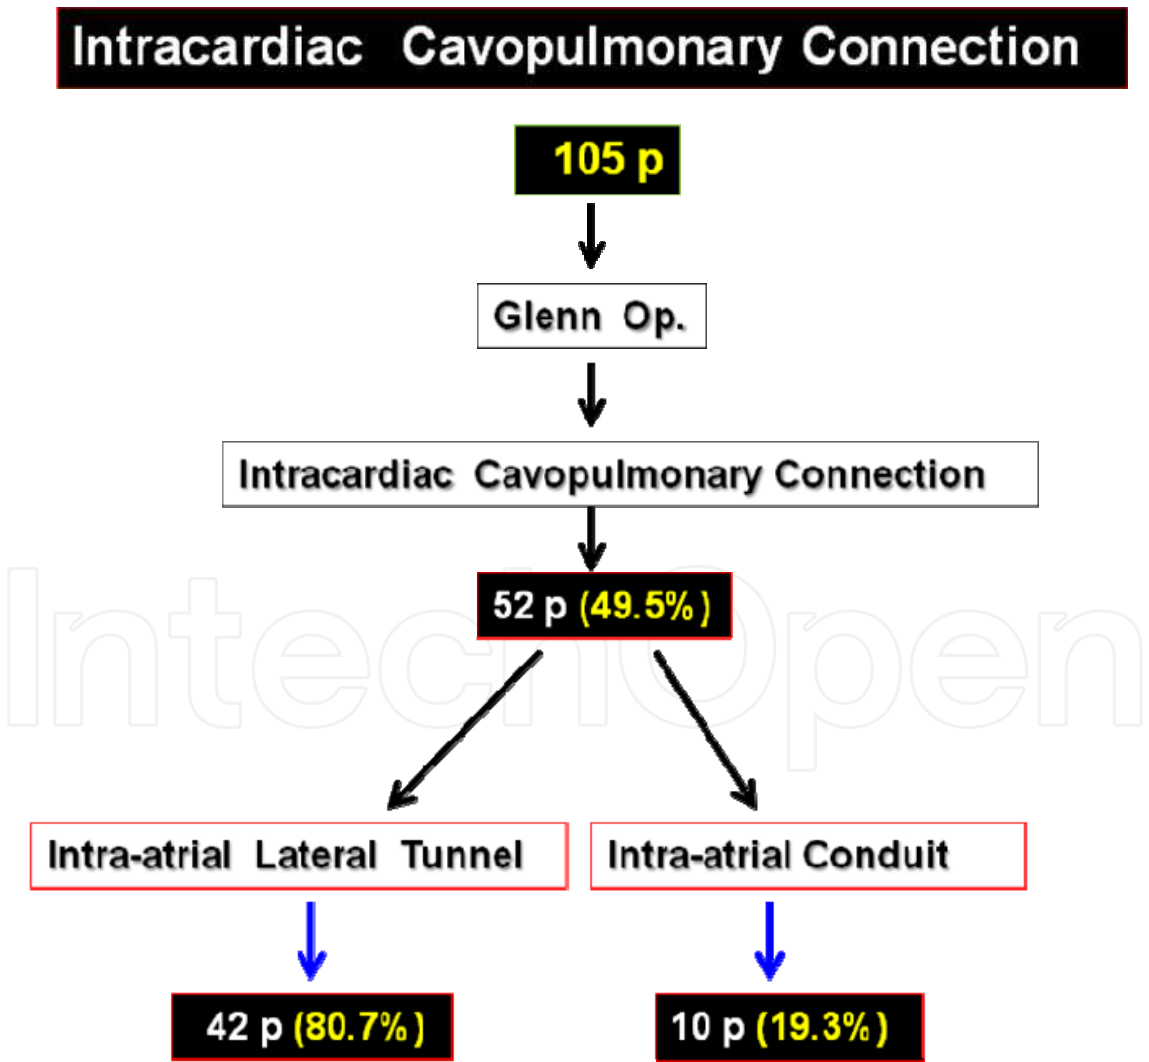 Intracardiac Cavopulmonary Connection
105 p
Glenn Op.
Intracardiac Cavopulmonary Connection
52 p (49.5%)
IntechOpen
Intra-atrial Lateral Tunnel
Intra-atrial Conduit
42 p (80.7%)
10 p (19.3%)